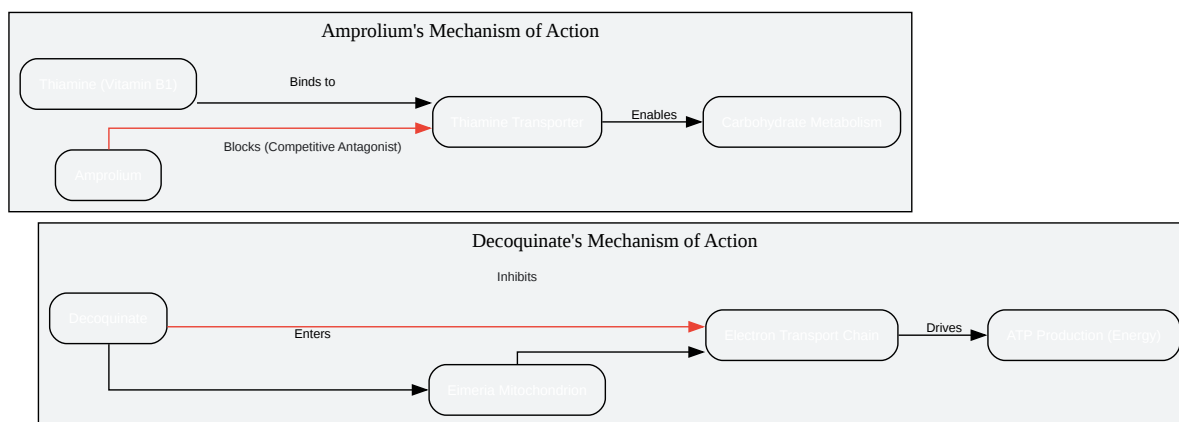 Amprolium's Mechanism of Action
Thiamine (Vitamin B1)
Binds to
Thiamine Transporter
Enables
Carbohydrate Metabolism
Blocks (Competitive Antagonist)
Amprolium
Decoquinate's Mechanism of Action
Inhibits
Decoquinate
Enters
Electron Transport Chain
Drives
ATP Production (Energy)
Eimeria Mitochondrion